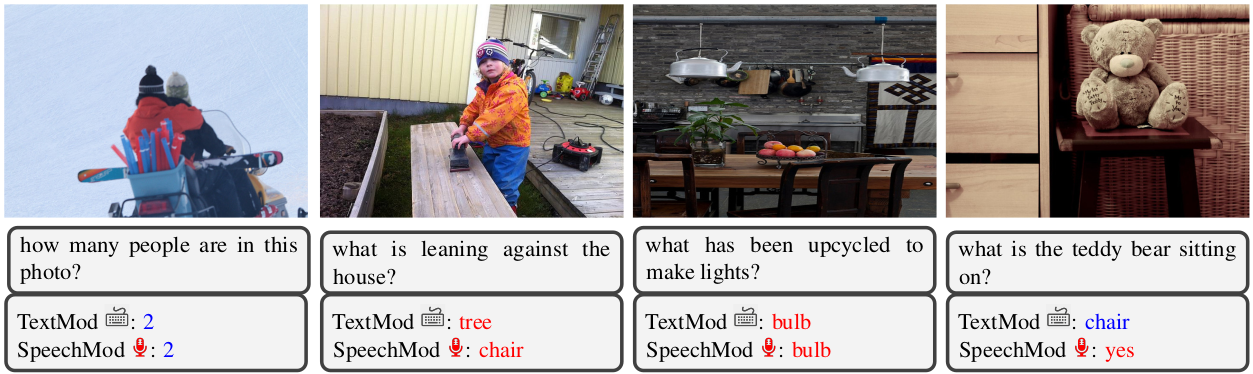 how many people are in this
photo?
TextMod : 2
SpeechMod : 2
what is leaning against the
house?
TextMod : tree
SpeechMod : chair
what has been upcycled to
make lights?
TextMod : bulb
SpeechMod : bulb
what is the teddy bear sitting
on?
TextMod : chair
SpeechMod : yes